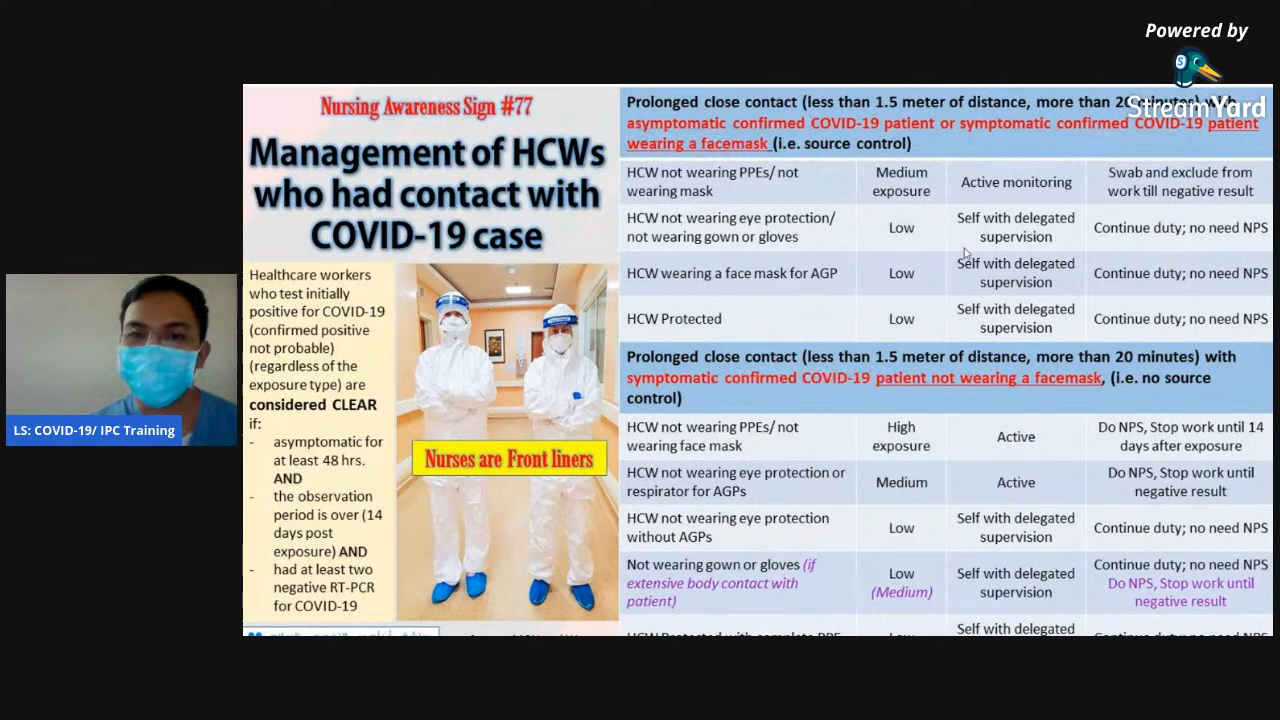 Powered by
StreamYard
LS: COVID-19/ IPC Training
Nursing Awareness Sign #77
Management of HCWs
who had contact with
COVID-19 case
Healthcare workers
who test initially
positive for COVID-19
(confirmed positive
not probable)
(regardless of the
exposure type) are
considered CLEAR
if:
- asymptomatic for
at least 48 hrs.
AND
- the observation
period is over (14
days post
exposure) AND
- had at least two
negative RT-PCR
for COVID-19
Nurses are Front liners
Prolonged close contact (less than 1.5 meter of distance, more than 20 minutes) with
asymptomatic confirmed COVID-19 patient or symptomatic confirmed COVID-19 patient
wearing a facemask (i.e. source control)
HCW not wearing PPEs/ not
wearing mask
Medium
exposure
Active monitoring
Swab and exclude from
work till negative result
HCW not wearing eye protection/
not wearing gown or gloves
Low
Self with delegated
supervision
Continue duty; no need NPS
HCW wearing a face mask for AGP
Low
Self with delegated
supervision
Continue duty; no need NPS
HCW Protected
Low
Self with delegated
supervision
Continue duty; no need NPS
Prolonged close contact (less than 1.5 meter of distance, more than 20 minutes) with
symptomatic confirmed COVID-19 patient not wearing a facemask, (i.e. no source
control)
HCW not wearing PPEs/ not
wearing face mask
High
exposure
Active
Do NPS, Stop work until 14
days after exposure
HCW not wearing eye protection or
respirator for AGPs
Medium
Active
Do NPS, Stop work until
negative result
HCW not wearing eye protection
without AGPs
Low
Self with delegated
supervision
Continue duty; no need NPS
Not wearing gown or gloves (if
extensive body contact with
patient)
Low
(Medium)
Self with delegated
supervision
Continue duty; no need NPS
Do NPS, Stop work until
negative result
HCW Protected with complete PPE
Low
Self with delegated
Continue duty; no need NPS